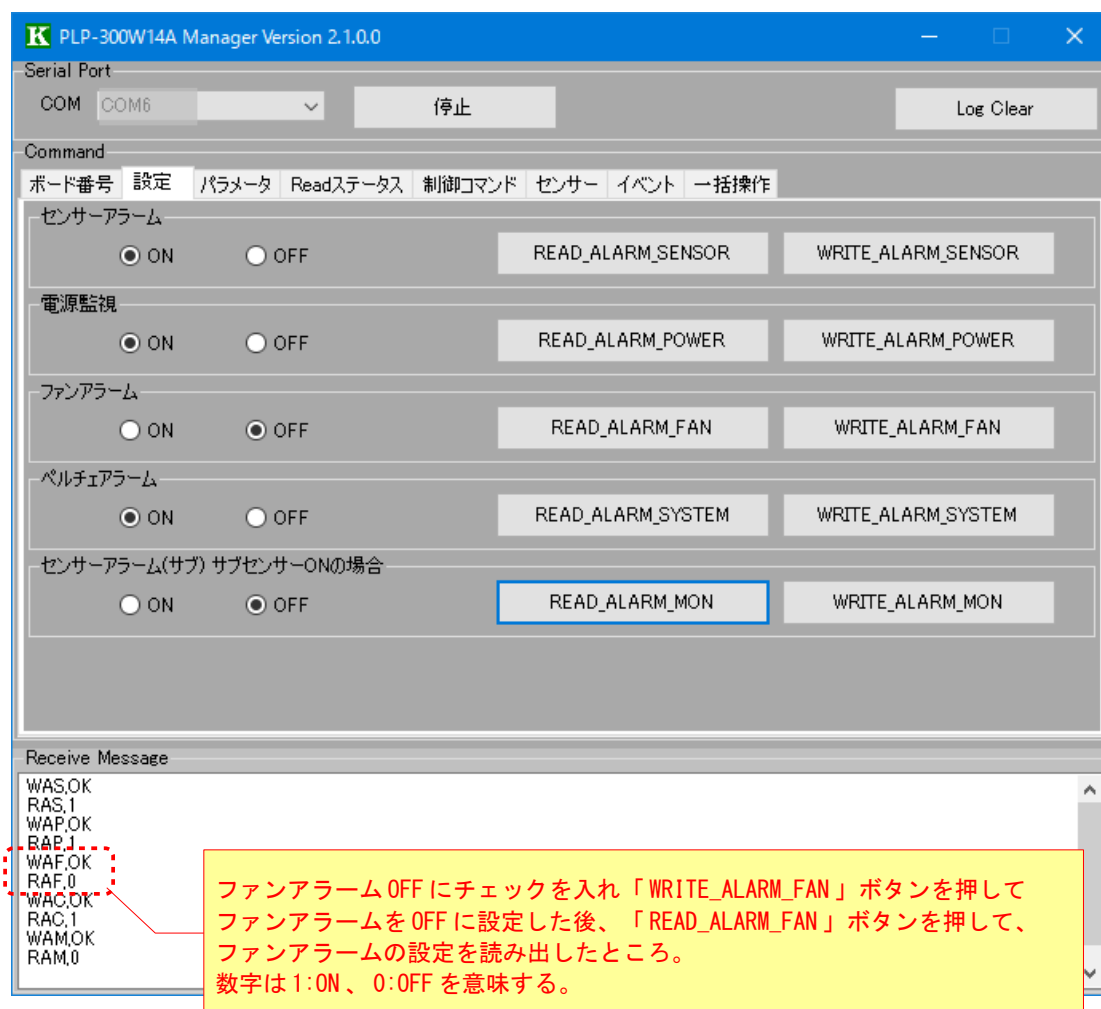 K PLP-300W14A Manager Version 2.1.0.0
Serial Port
COM COM6 停止 Log Clear
Command
ボード番号 設定 パラメータ Readステータス 制御コマンド センサー イベント 一括操作
センサーアラーム
ON OFF READ_ALARM_SENSOR WRITE_ALARM_SENSOR
電源監視
ON OFF READ_ALARM_POWER WRITE_ALARM_POWER
ファンアラーム
ON OFF READ_ALARM_FAN WRITE_ALARM_FAN
ペルチェアラーム
ON OFF READ_ALARM_SYSTEM WRITE_ALARM_SYSTEM
センサーアラーム(サブ) サブセンサーONの場合
ON OFF READ_ALARM_MON WRITE_ALARM_MON
Receive Message
WAS,OK
RAS,1
WAP,OK
RAP,1
WAF,OK
RAF,0
WAC,OK
RAC,1
WAM,OK
RAM,0
ファンアラームOFFにチェックを入れ「WRITE_ALARM_FAN」ボタンを押して
ファンアラームをOFFに設定した後、「READ_ALARM_FAN」ボタンを押して、
ファンアラームの設定を読み出したところ。
数字は1:ON、0:OFFを意味する。